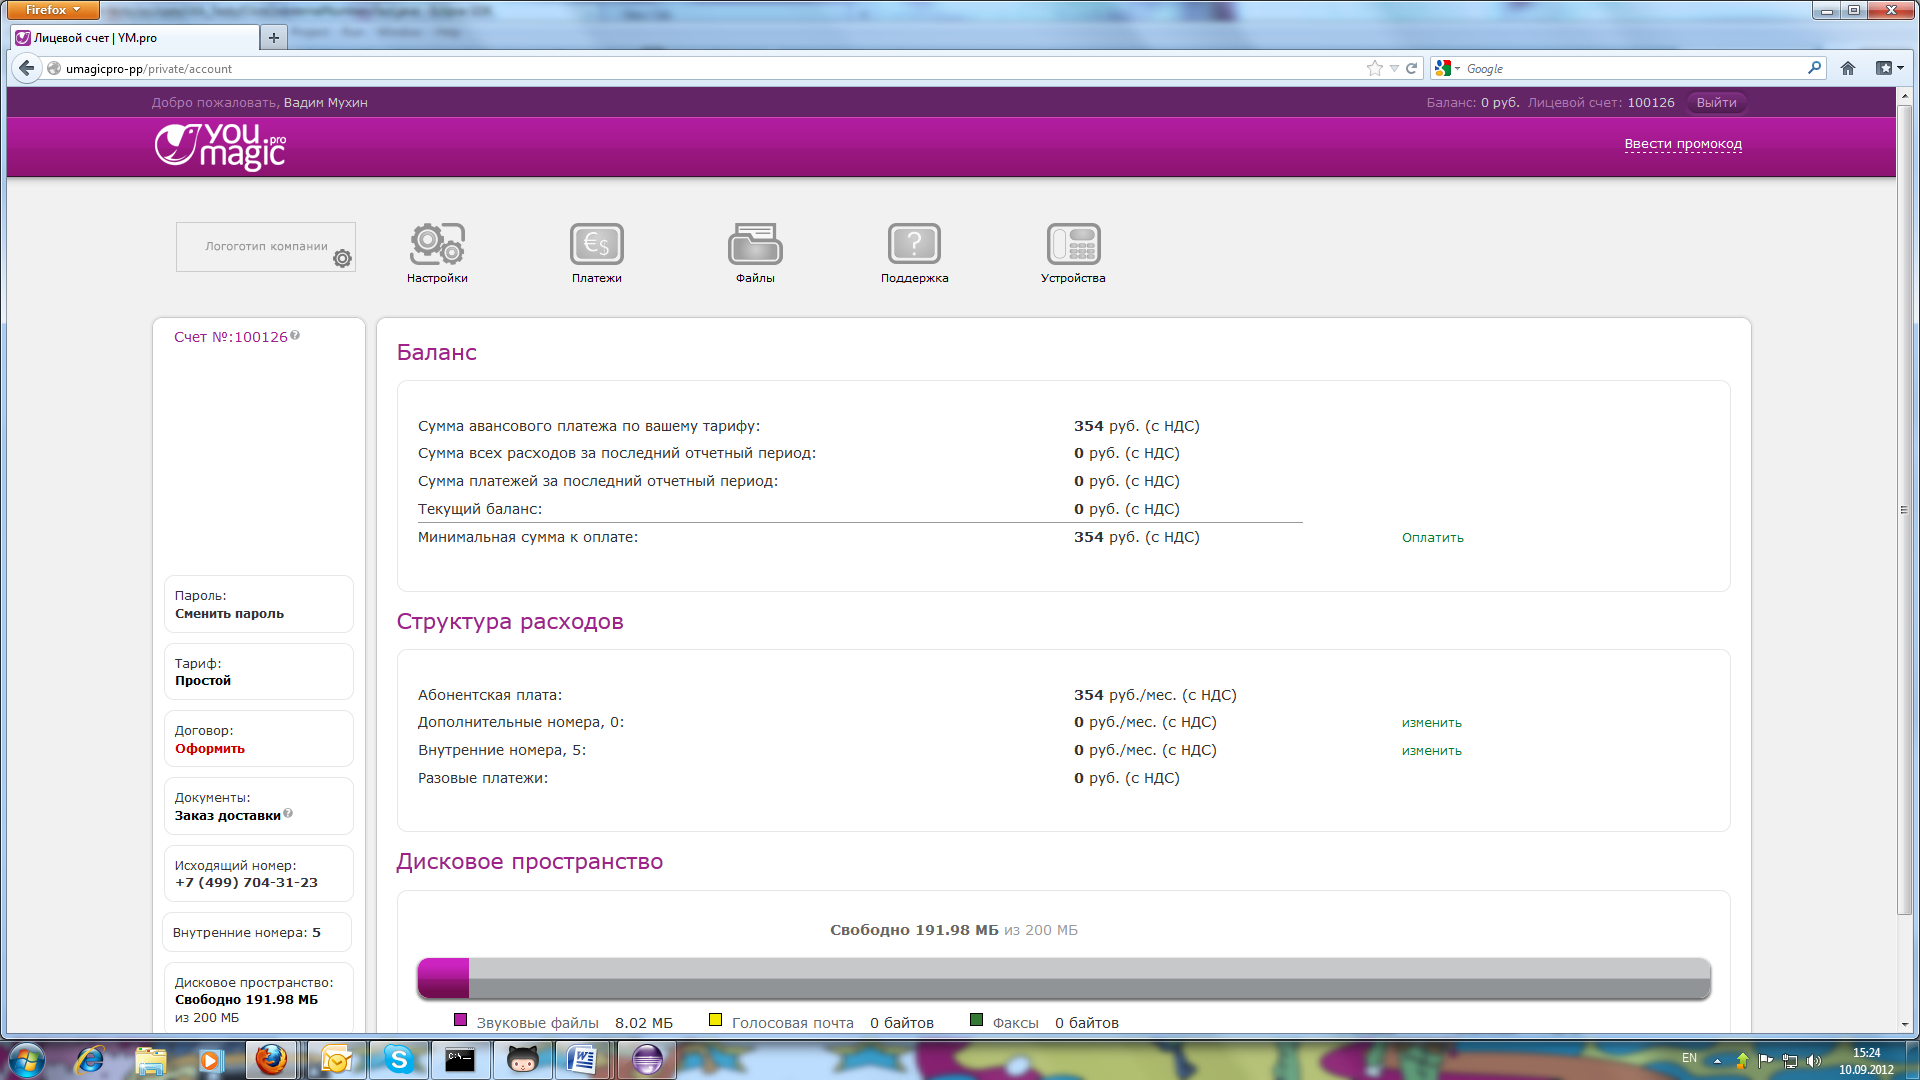 Firefox
Лицевой счет | YM.pro
umagicpro-pp/private/account
Google
Добро пожаловать, Вадим Мухин
Баланс: 0 руб. Лицевой счет: 100126 Выйти
you magic .pro
Ввести промокод
Логоготип компании
Настройки
Платежи
Файлы
Поддержка
Устройства
Счет №:100126
Пароль:
Сменить пароль
Тариф:
Простой
Договор:
Оформить
Документы:
Заказ доставки
Исходящий номер:
+7 (499) 704-31-23
Внутренние номера: 5
Дисковое пространство:
Свободно 191.98 МБ
из 200 МБ
Баланс
Сумма авансового платежа по вашему тарифу: 354 руб. (с НДС)
Сумма всех расходов за последний отчетный период: 0 руб. (с НДС)
Сумма платежей за последний отчетный период: 0 руб. (с НДС)
Текущий баланс: 0 руб. (с НДС)
Минимальная сумма к оплате: 354 руб. (с НДС) Оплатить
Структура расходов
Абонентская плата: 354 руб./мес. (с НДС)
Дополнительные номера, 0: 0 руб./мес. (с НДС) изменить
Внутренние номера, 5: 0 руб./мес. (с НДС) изменить
Разовые платежи: 0 руб. (с НДС)
Дисковое пространство
Свободно 191.98 МБ из 200 МБ
Звуковые файлы 8.02 МБ Голосовая почта 0 байтов Факсы 0 байтов
EN
15:24
10.09.2012